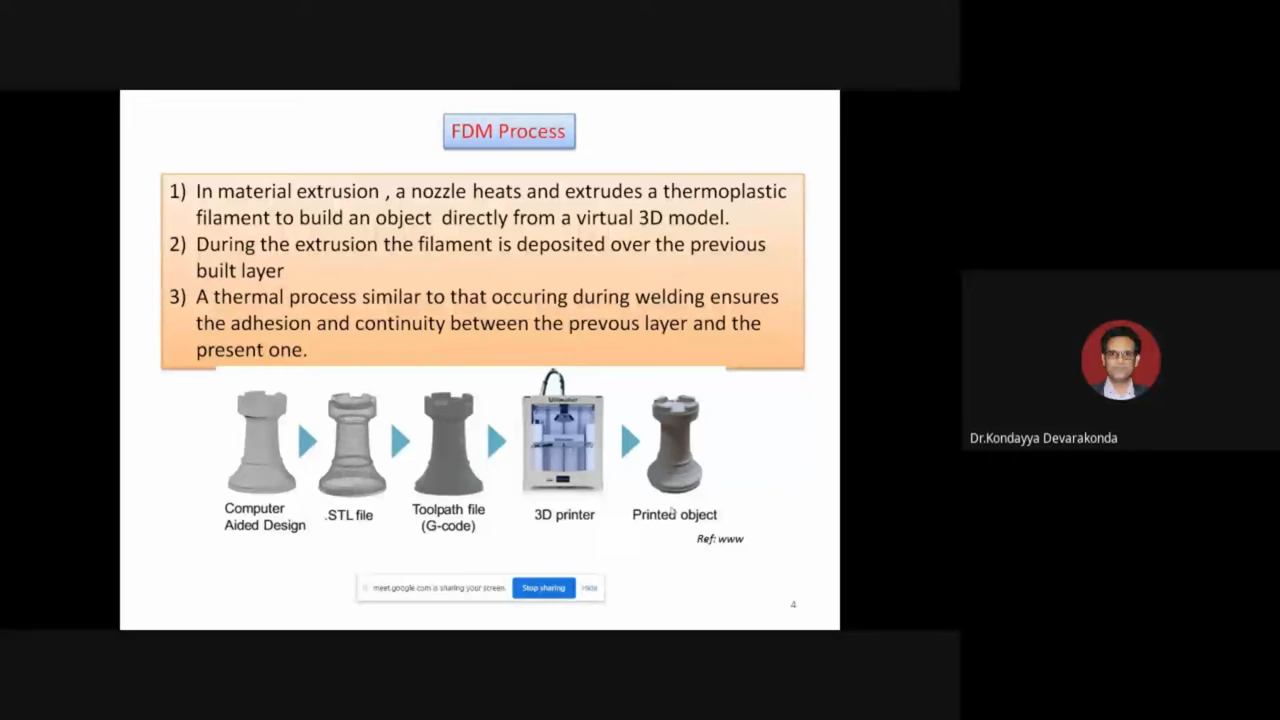 FDM Process
1) In material extrusion , a nozzle heats and extrudes a thermoplastic
filament to build an object directly from a virtual 3D model.
2) During the extrusion the filament is deposited over the previous
built layer
3) A thermal process similar to that occuring during welding ensures
the adhesion and continuity between the prevous layer and the
present one.
Computer
Aided Design
.STL file
Toolpath file
(G-code)
3D printer
Printed object
Ref: www
meet.google.com is sharing your screen.
Stop sharing
Hide
4
Dr.Kondayya Devarakonda